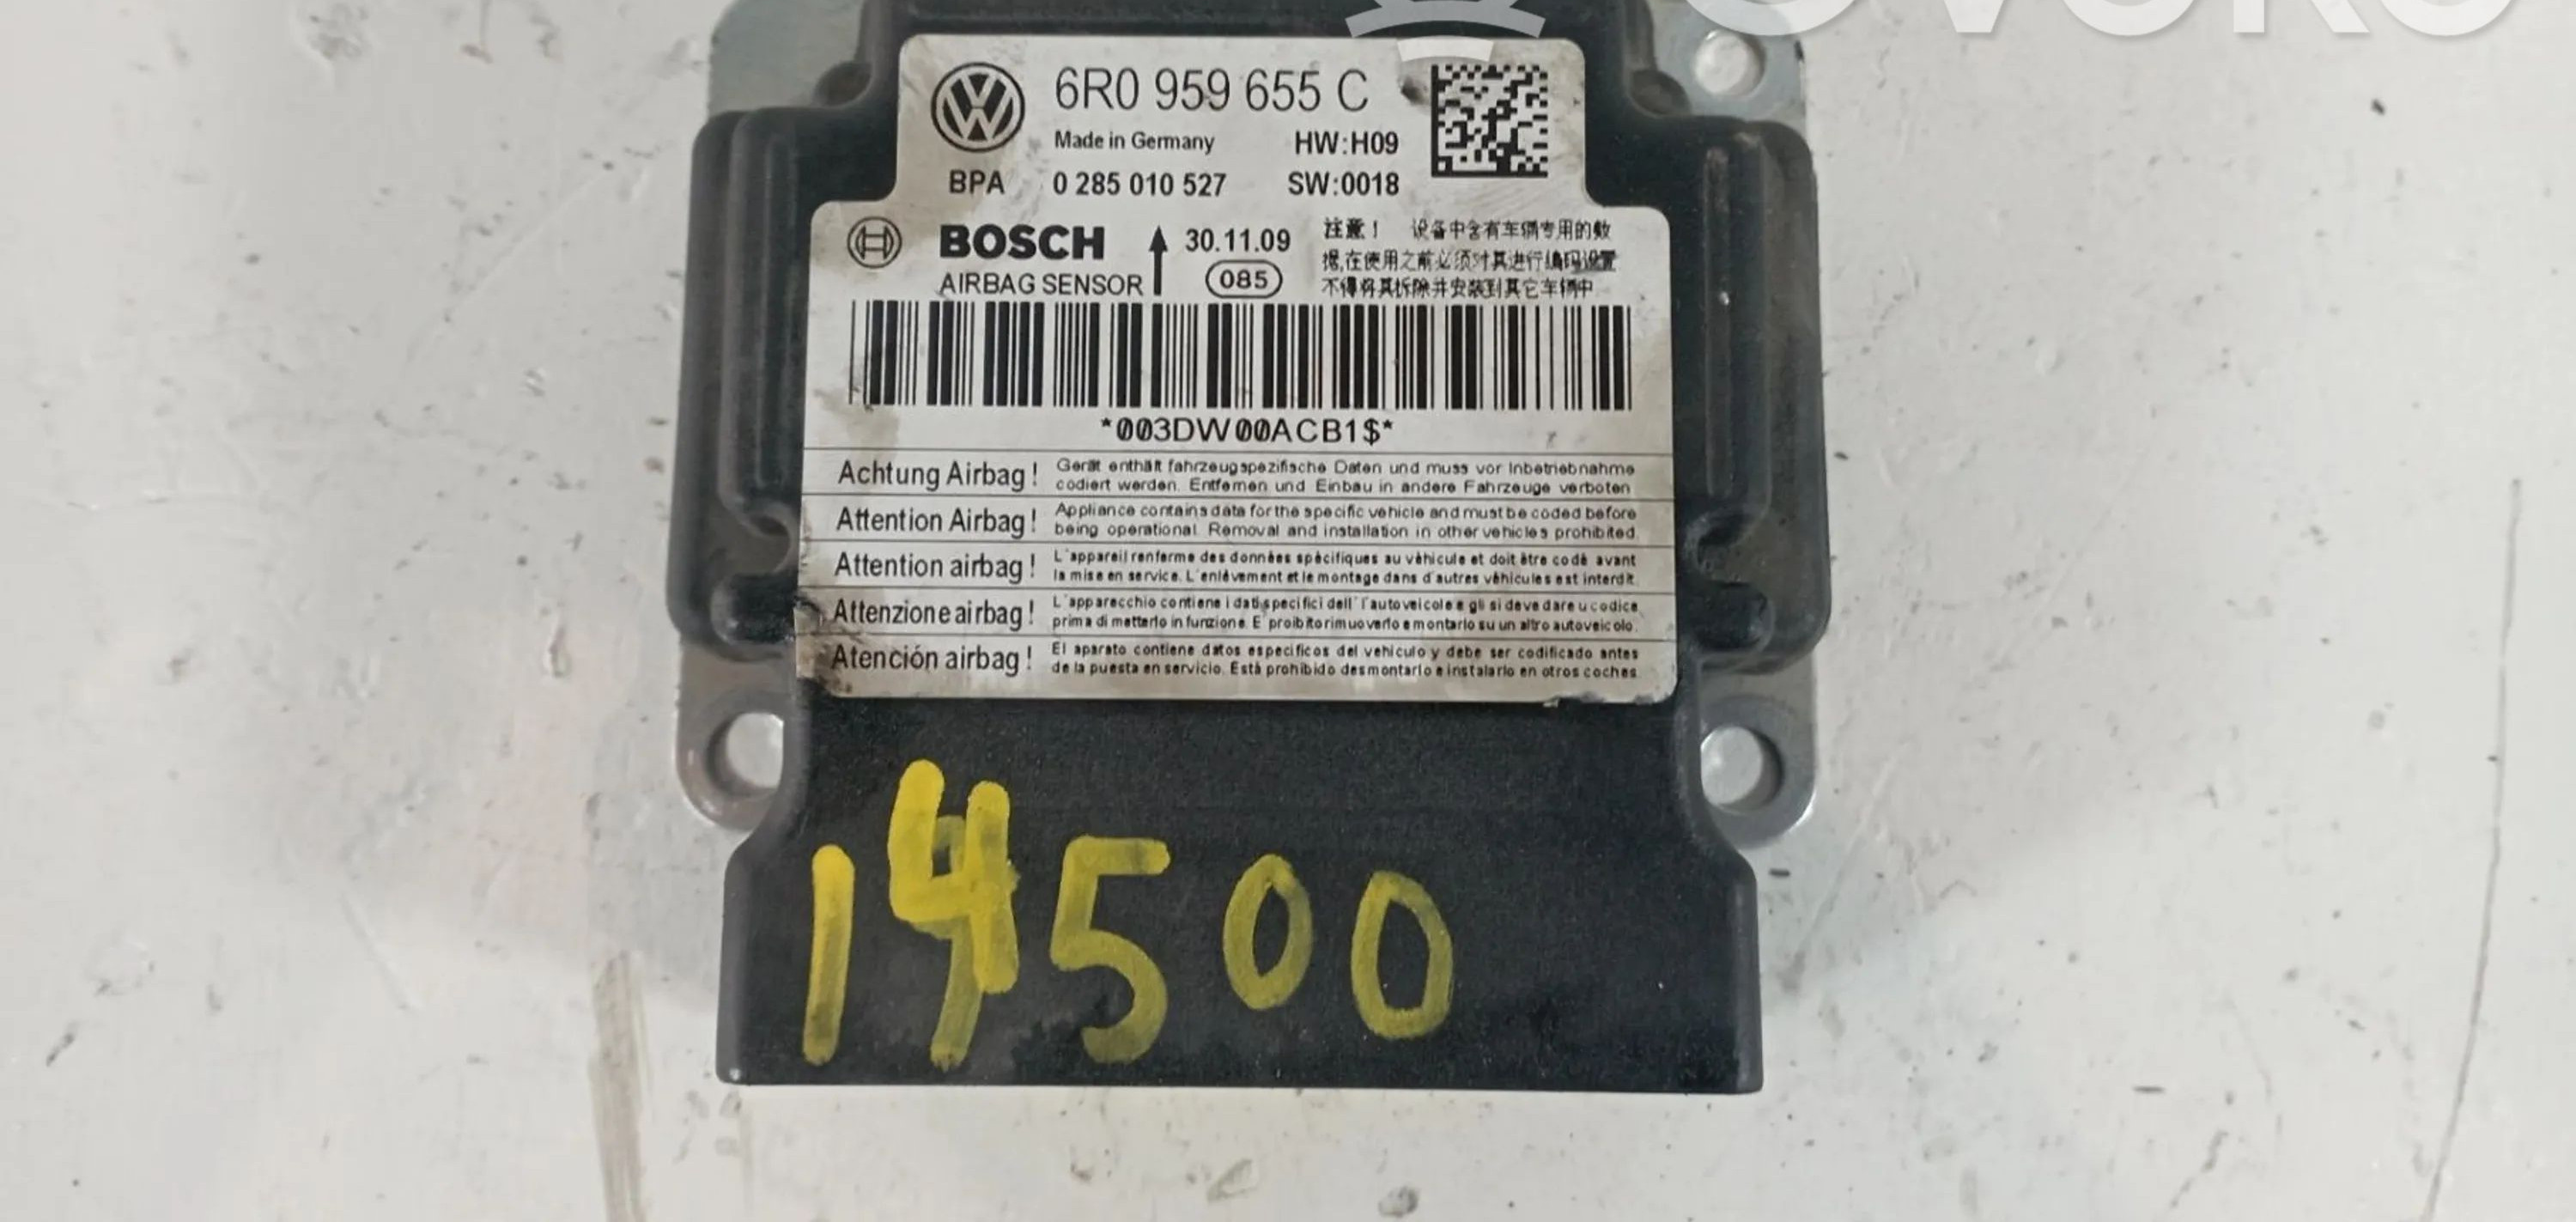 6R0 959 655 C
Made in Germany HW:H09
BPA 0 285 010 527 SW:0018
BOSCH 30.11.09
AIRBAG SENSOR 085
注意！ 设备中含有车辆专用的数
据,在使用之前必须对其进行编码设置
不得将其拆除并安装到其它车辆中
*003DW00ACB1$*
Achtung Airbag! Gerät enthält fahrzeugspezifische Daten und muss vor Inbetriebnahme
codiert werden. Entfernen und Einbau in andere Fahrzeuge verboten
Attention Airbag! Appliance contains data for the specific vehicle and must be coded before
being operational. Removal and installation in other vehicles prohibited.
Attention airbag! L'appareil renferme des données spécifiques au véhicule et doit être codé avant
la mise en service. L'enlèvement et le montage dans d'autres véhicules est interdit.
Attenzione airbag! L'apparecchio contiene i dati specifici dell' l'autoveicolo e gli si deve dare u codice
prima di metterlo in funzione. E' proibito rimuoverlo e montarlo su un altro autoveicolo.
Atención airbag! El aparato contiene datos específicos del vehículo y debe ser codificado antes
de la puesta en servicio. Está prohibido desmontarlo e instalarlo en otros coches.
14500